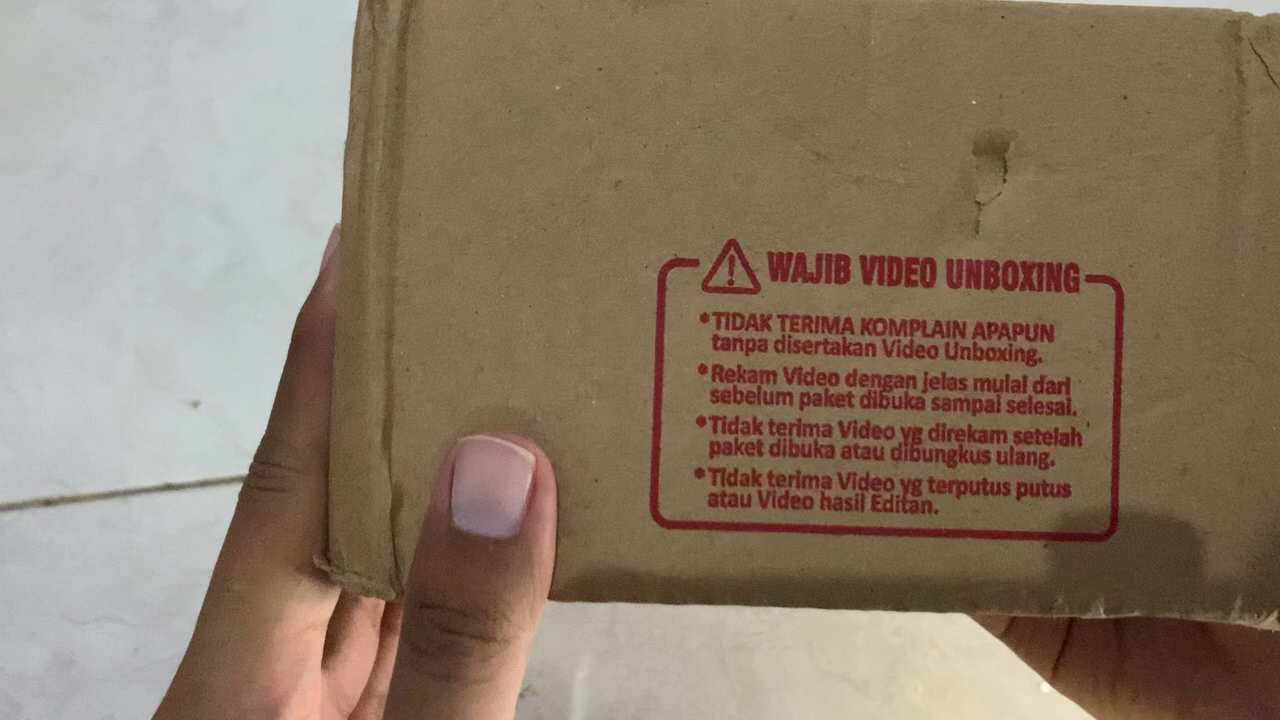 WAJIB VIDEO UNBOXING
*TIDAK TERIMA KOMPLAIN APAPUN
tanpa disertakan Video Unboxing.
*Rekam Video dengan jelas mulai dari
sebelum paket dibuka sampai selesai.
*Tidak terima Video yg direkam setelah
paket dibuka atau dibungkus ulang.
*Tidak terima Video yg terputus putus
atau Video hasil Editan.